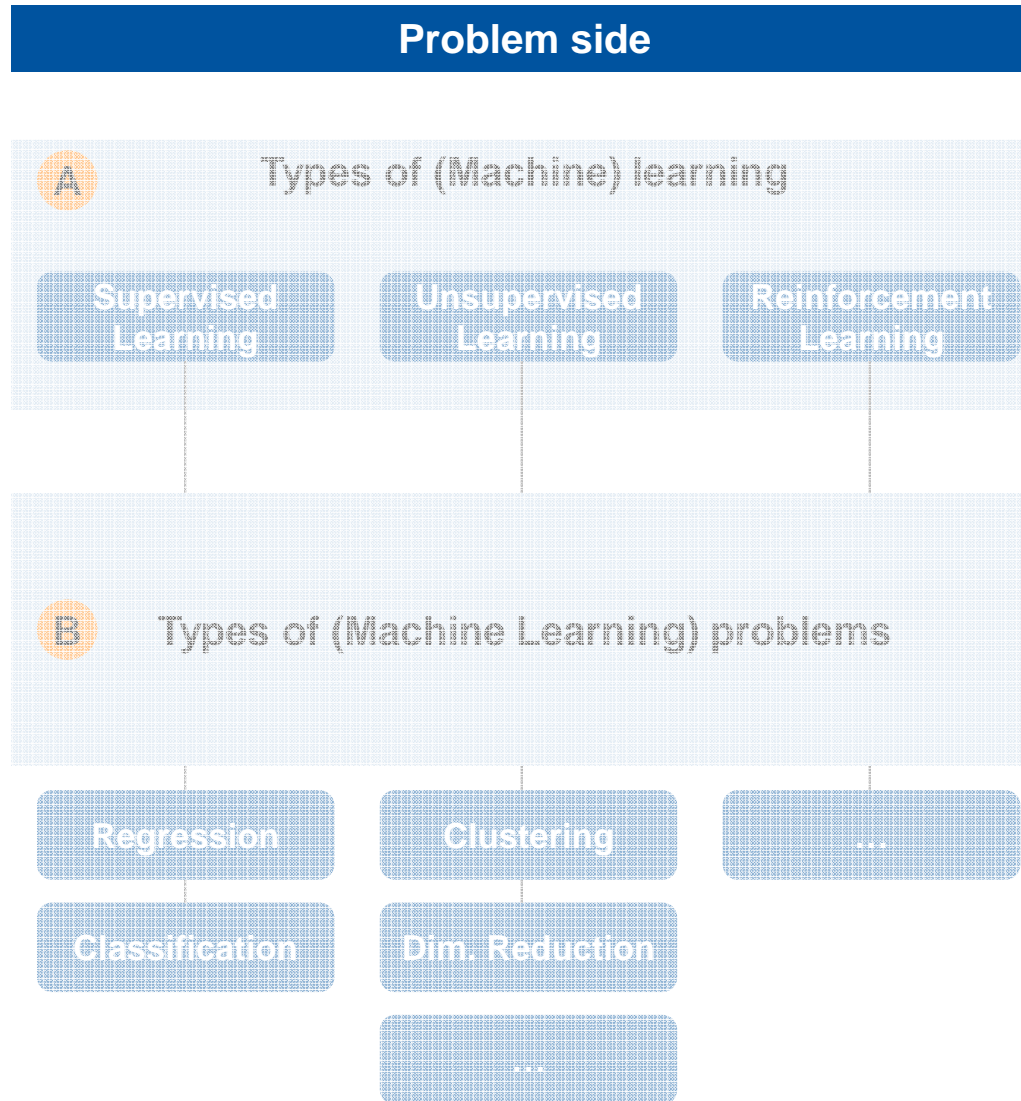 Problem side
A
Types of (Machine) learning
Supervised
Learning
Unsupervised
Learning
Reinforcement
Learning
B
Types of (Machine Learning) problems
Regression
Clustering
...
Classification
Dim. Reduction
...